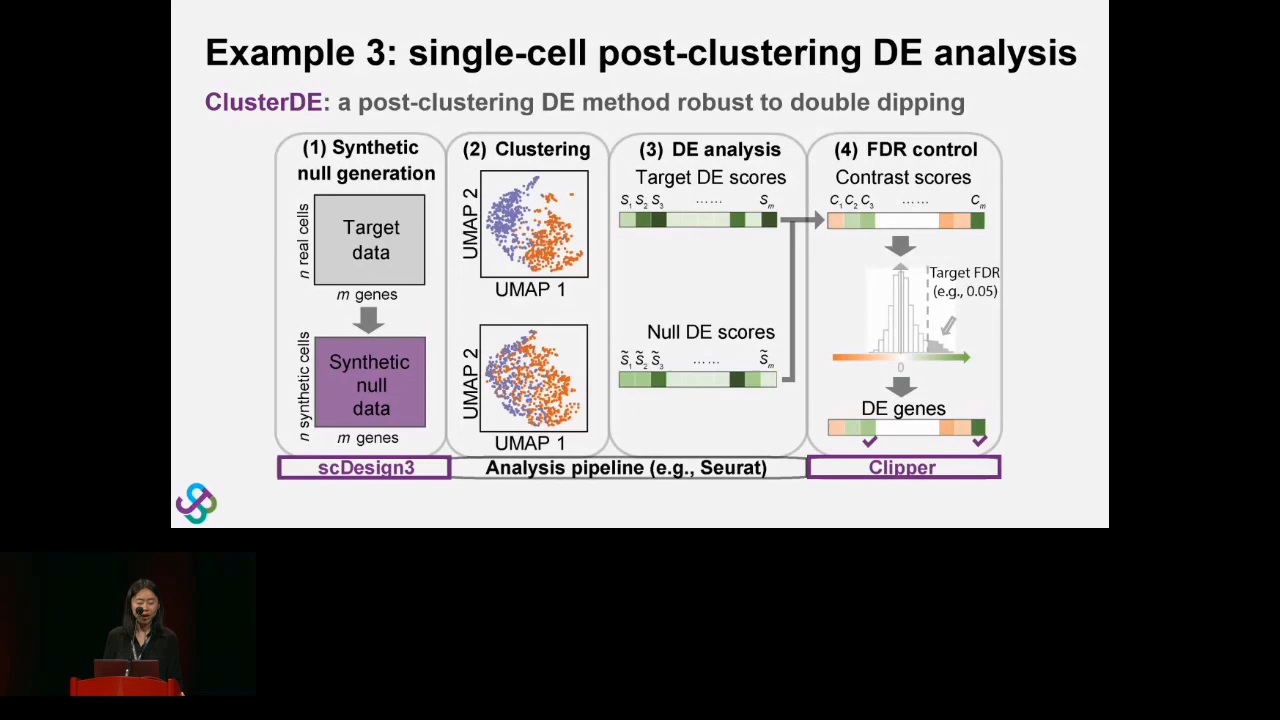 Example 3: single-cell post-clustering DE analysis
ClusterDE: a post-clustering DE method robust to double dipping
(1) Synthetic
null generation
n real cells
Target
data
m genes
n synthetic cells
Synthetic
null
data
m genes
scDesign3
(2) Clustering
UMAP 2
UMAP 1
UMAP 2
UMAP 1
(3) DE analysis
Target DE scores
S1 S2 S3 ...... Sm
Null DE scores
S̃1 S̃2 S̃3 ...... S̃m
Analysis pipeline (e.g., Seurat)
(4) FDR control
Contrast scores
C1 C2 C3 ...... Cm
Target FDR
(e.g., 0.05)
0
DE genes
Clipper